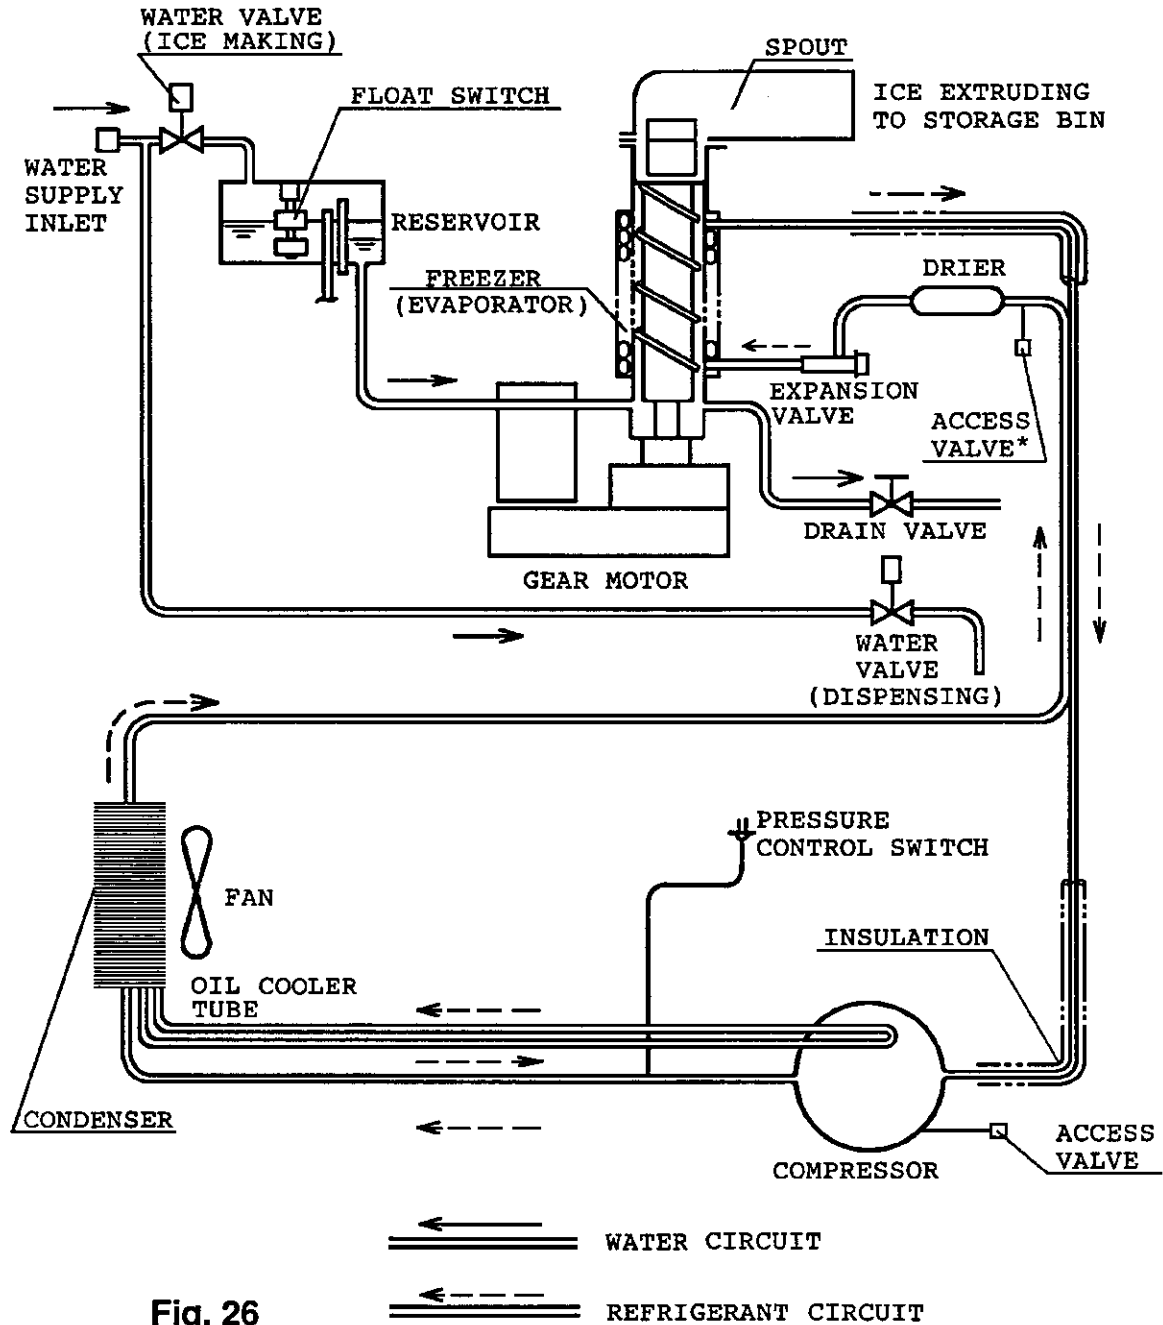 WATER VALVE
(ICE MAKING)
SPOUT
FLOAT SWITCH
ICE EXTRUDING
TO STORAGE BIN
WATER
SUPPLY
INLET
RESERVOIR
FREEZER
(EVAPORATOR)
DRIER
EXPANSION
VALVE
ACCESS
VALVE*
DRAIN VALVE
GEAR MOTOR
WATER
VALVE
(DISPENSING)
PRESSURE
CONTROL SWITCH
FAN
INSULATION
OIL COOLER
TUBE
CONDENSER
ACCESS
VALVE
COMPRESSOR
WATER CIRCUIT
Fig. 26
REFRIGERANT CIRCUIT